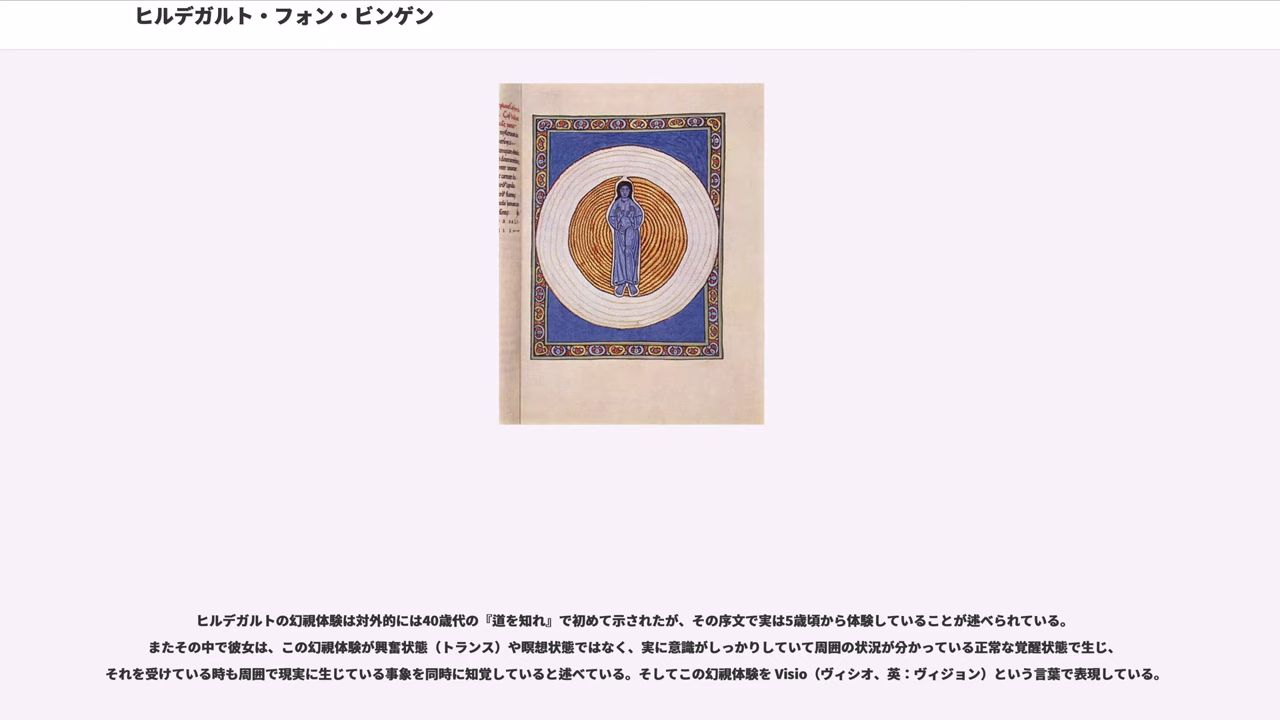 ヒルデガルト・フォン・ビンゲン
ヒルデガルトの幻視体験は対外的には40歳代の『道を知れ』で初めて示されたが、その序文で実は5歳頃から体験していることが述べられている。
またその中で彼女は、この幻視体験が興奮状態（トランス）や瞑想状態ではなく、実に意識がしっかりしていて周囲の状況が分かっている正常な覚醒状態で生じ、
それを受けている時も周囲で現実に生じている事象を同時に知覚していると述べている。そしてこの幻視体験を Visio（ヴィシオ、英：ヴィジョン）という言葉で表現している。